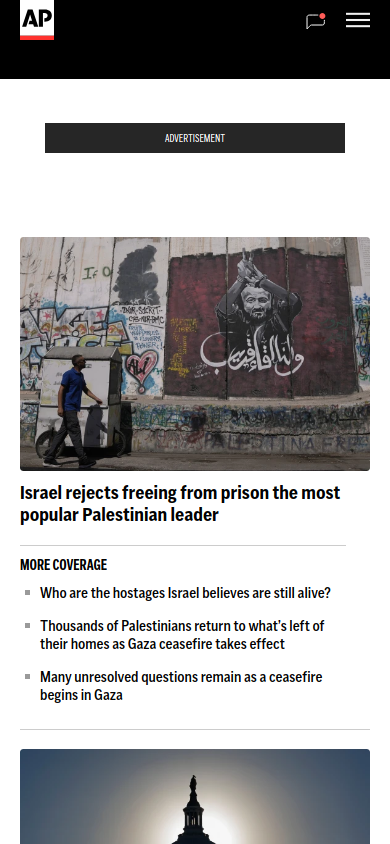 AP
ADVERTISEMENT
Israel rejects freeing from prison the most
popular Palestinian leader
MORE COVERAGE
Who are the hostages Israel believes are still alive?
Thousands of Palestinians return to what's left of
their homes as Gaza ceasefire takes effect
Many unresolved questions remain as a ceasefire
begins in Gaza